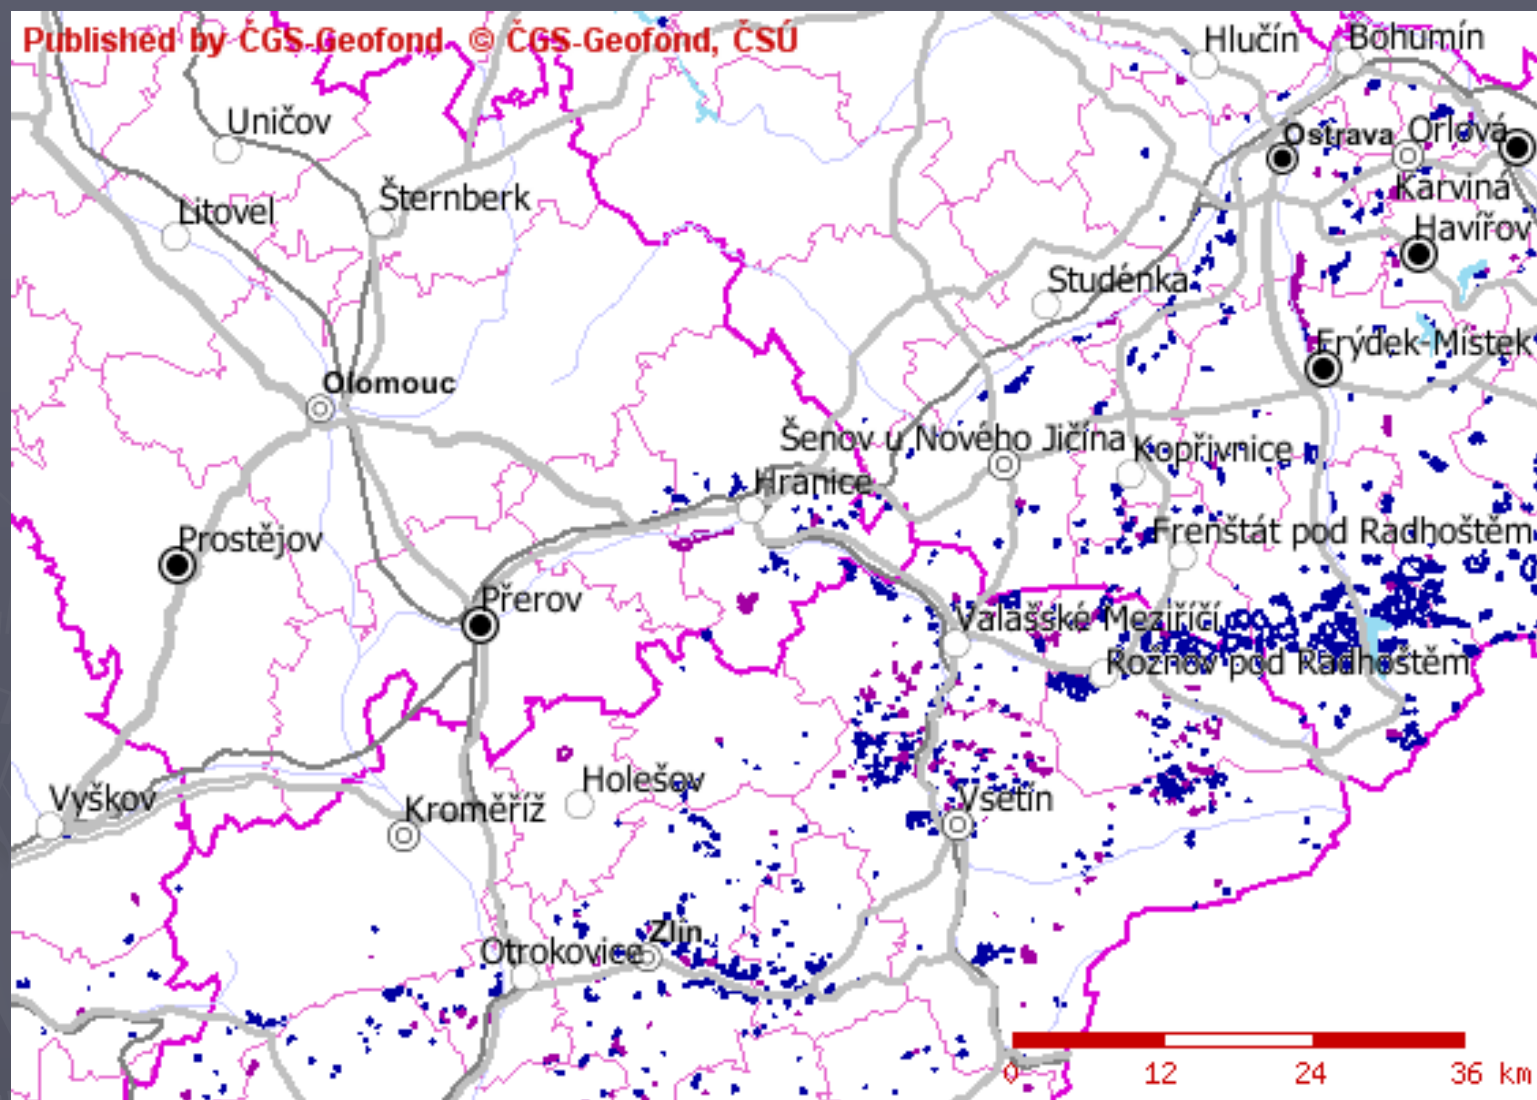 Published by ČGS-Geofond © ČGS-Geofond, ČSÚ
Hlučín
Bohumín
Uničov
Ostrava
Orlová
Karvina
Litovel
Šternberk
Havířov
Studénka
Frýdek-Místek
Olomouc
Šenov u Nového Jičína
Kopřivnice
Hranice
Prostějov
Frenštát pod Radhoštěm
Přerov
Valašské Meziříčí
Rožnov pod Radhoštěm
Holešov
Vyškov
Kroměříž
Vsetín
Otrokovice
Zlín
0 12 24 36 km